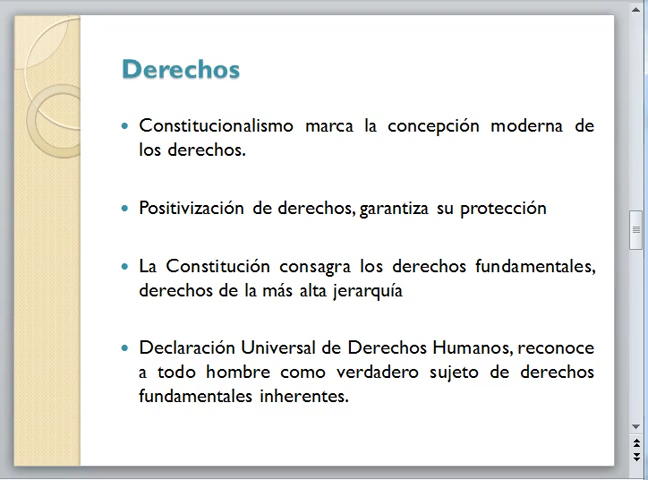 Derechos
• Constitucionalismo marca la concepción moderna de
los derechos.
• Positivización de derechos, garantiza su protección
• La Constitución consagra los derechos fundamentales,
derechos de la más alta jerarquía
• Declaración Universal de Derechos Humanos, reconoce
a todo hombre como verdadero sujeto de derechos
fundamentales inherentes.